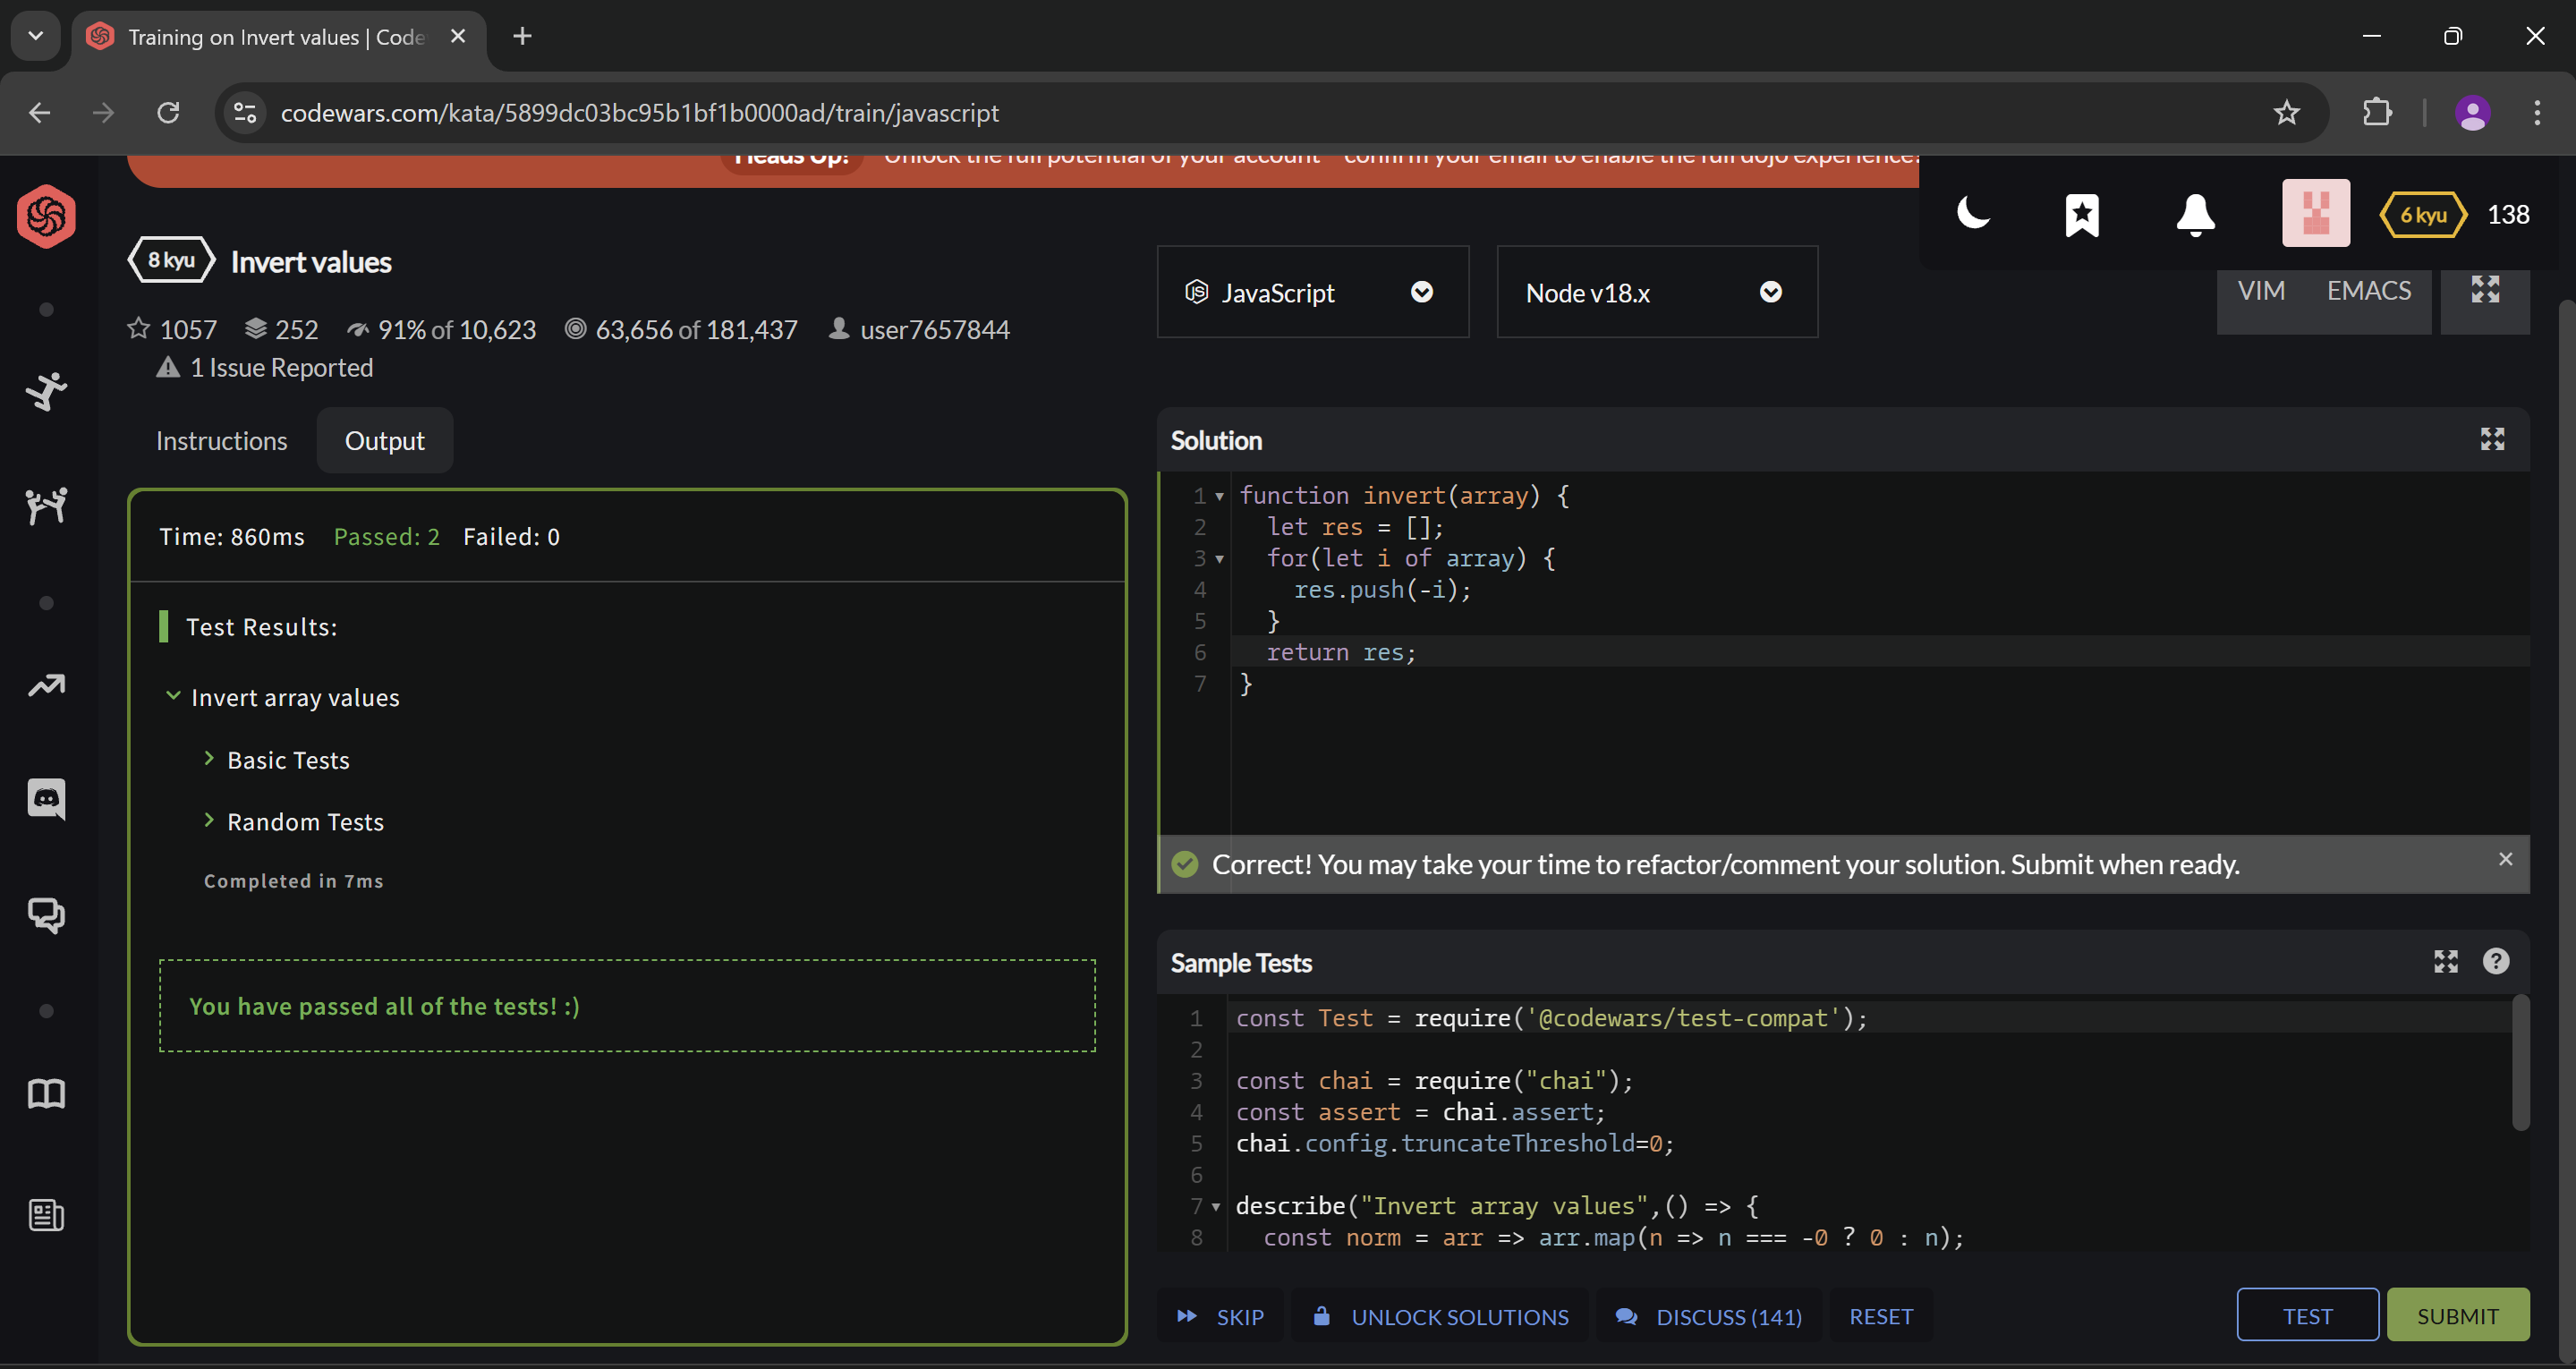 Training on Invert values | Code
codewars.com/kata/5899dc03bc95b1bf1b0000ad/train/javascript
Heads Up! Unlock the full potential of your account confirm your email to enable the full dojo experience.
6 kyu 138
8 kyu Invert values
JavaScript
Node v18.x
VIM EMACS
1057 252 91% of 10,623 63,656 of 181,437 user7657844
1 Issue Reported
Instructions Output
Time: 860ms Passed: 2 Failed: 0
Test Results:
Invert array values
Basic Tests
Random Tests
Completed in 7ms
You have passed all of the tests! :)
Solution
1 function invert(array) {
2 let res = [];
3 for(let i of array) {
4 res.push(-i);
5 }
6 return res;
7 }
Correct! You may take your time to refactor/comment your solution. Submit when ready.
Sample Tests
1 const Test = require('@codewars/test-compat');
2
3 const chai = require("chai");
4 const assert = chai.assert;
5 chai.config.truncateThreshold=0;
6
7 describe("Invert array values",() => {
8 const norm = arr => arr.map(n => n === -0 ? 0 : n);
SKIP UNLOCK SOLUTIONS DISCUSS (141) RESET TEST SUBMIT